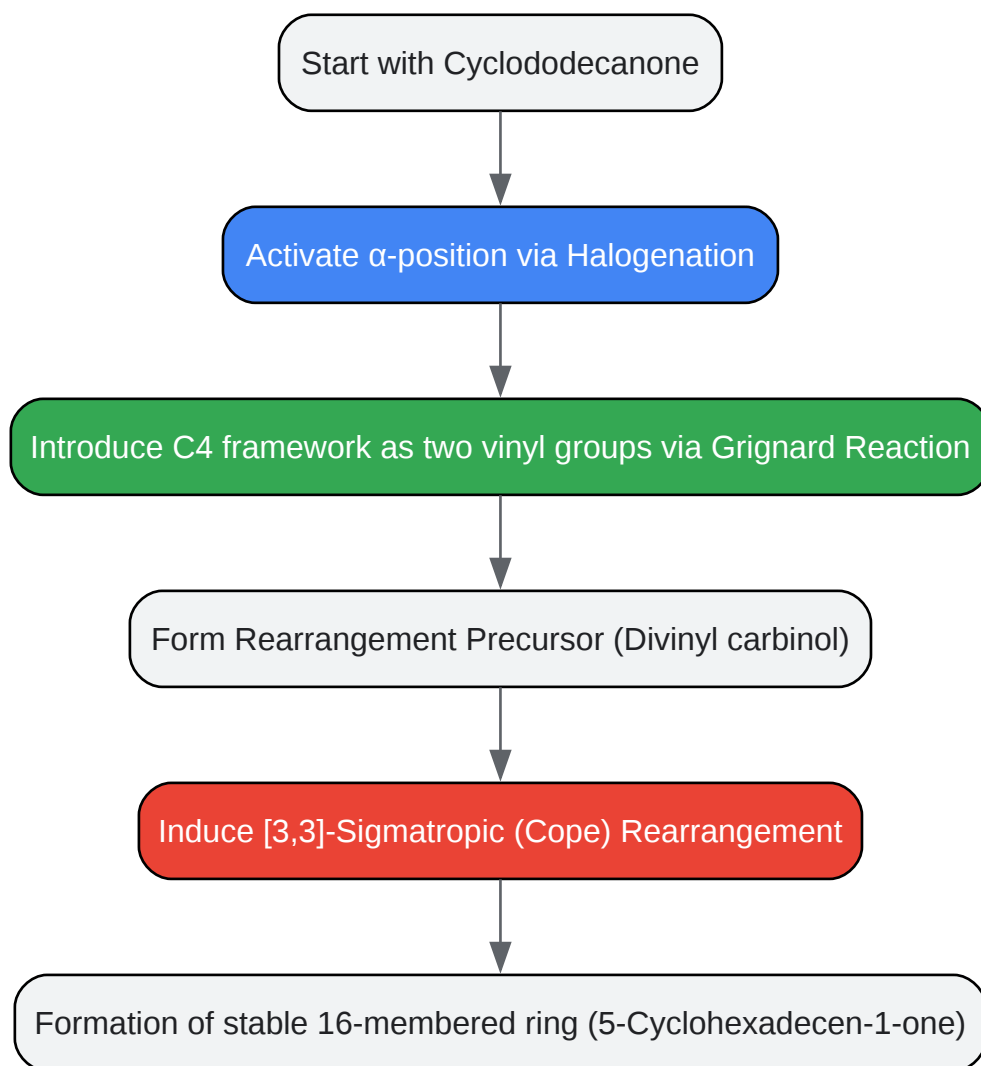 Start with Cyclododecanone
Activate α-position via Halogenation
Introduce C4 framework as two vinyl groups via Grignard Reaction
Form Rearrangement Precursor (Divinyl carbinol)
Induce [3,3]-Sigmatropic (Cope) Rearrangement
Formation of stable 16-membered ring (5-Cyclohexadecen-1-one)